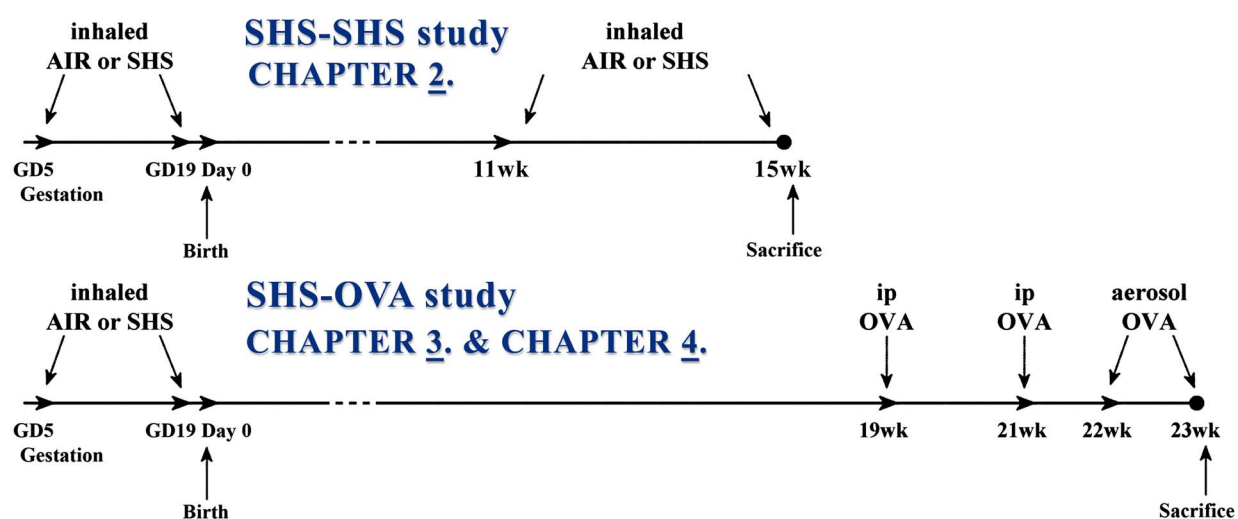 inhaled
AIR or SHS
SHS-SHS study
CHAPTER 2.
inhaled
AIR or SHS
GD5
Gestation
GD19 Day 0
11wk
15wk
Birth
Sacrifice
inhaled
AIR or SHS
SHS-OVA study
CHAPTER 3. & CHAPTER 4.
ip
OVA
ip
OVA
aerosol
OVA
GD5
Gestation
GD19 Day 0
19wk
21wk
22wk
23wk
Birth
Sacrifice